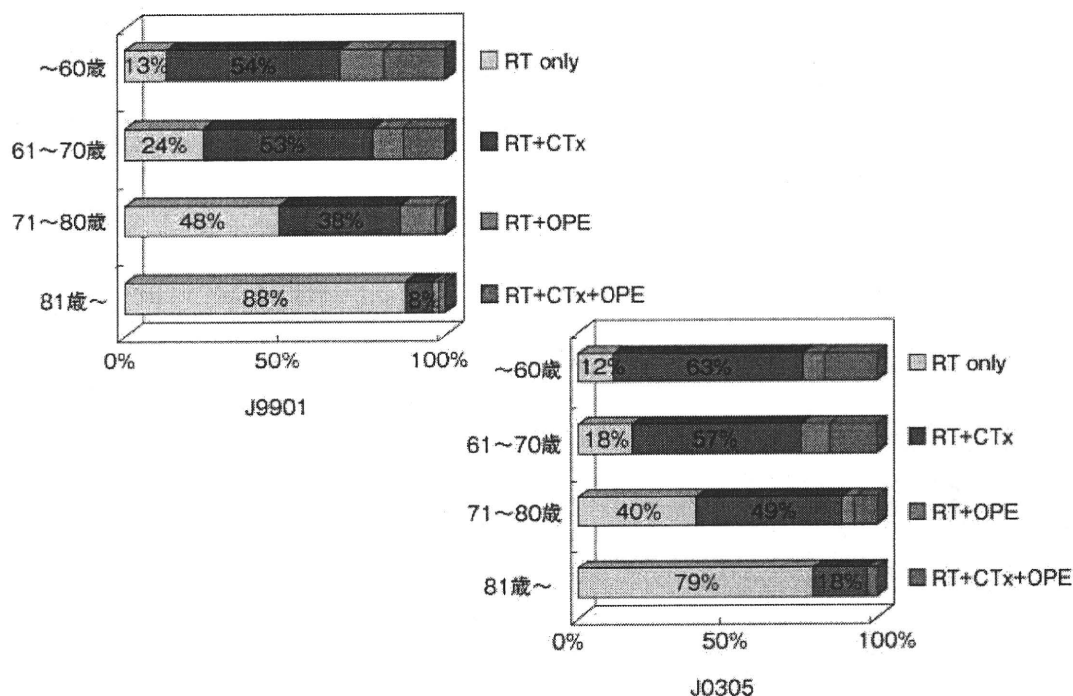 ~60歳 13% 54% RT only
61~70歳 24% 53% RT+CTx
71~80歳 48% 38% RT+OPE
81歳~ 88% 8% RT+CTx+OPE
0% 50% 100%
J9901
~60歳 12% 63% RT only
61~70歳 18% 57% RT+CTx
71~80歳 40% 49% RT+OPE
81歳~ 79% 18% RT+CTx+OPE
0% 50% 100%
J0305